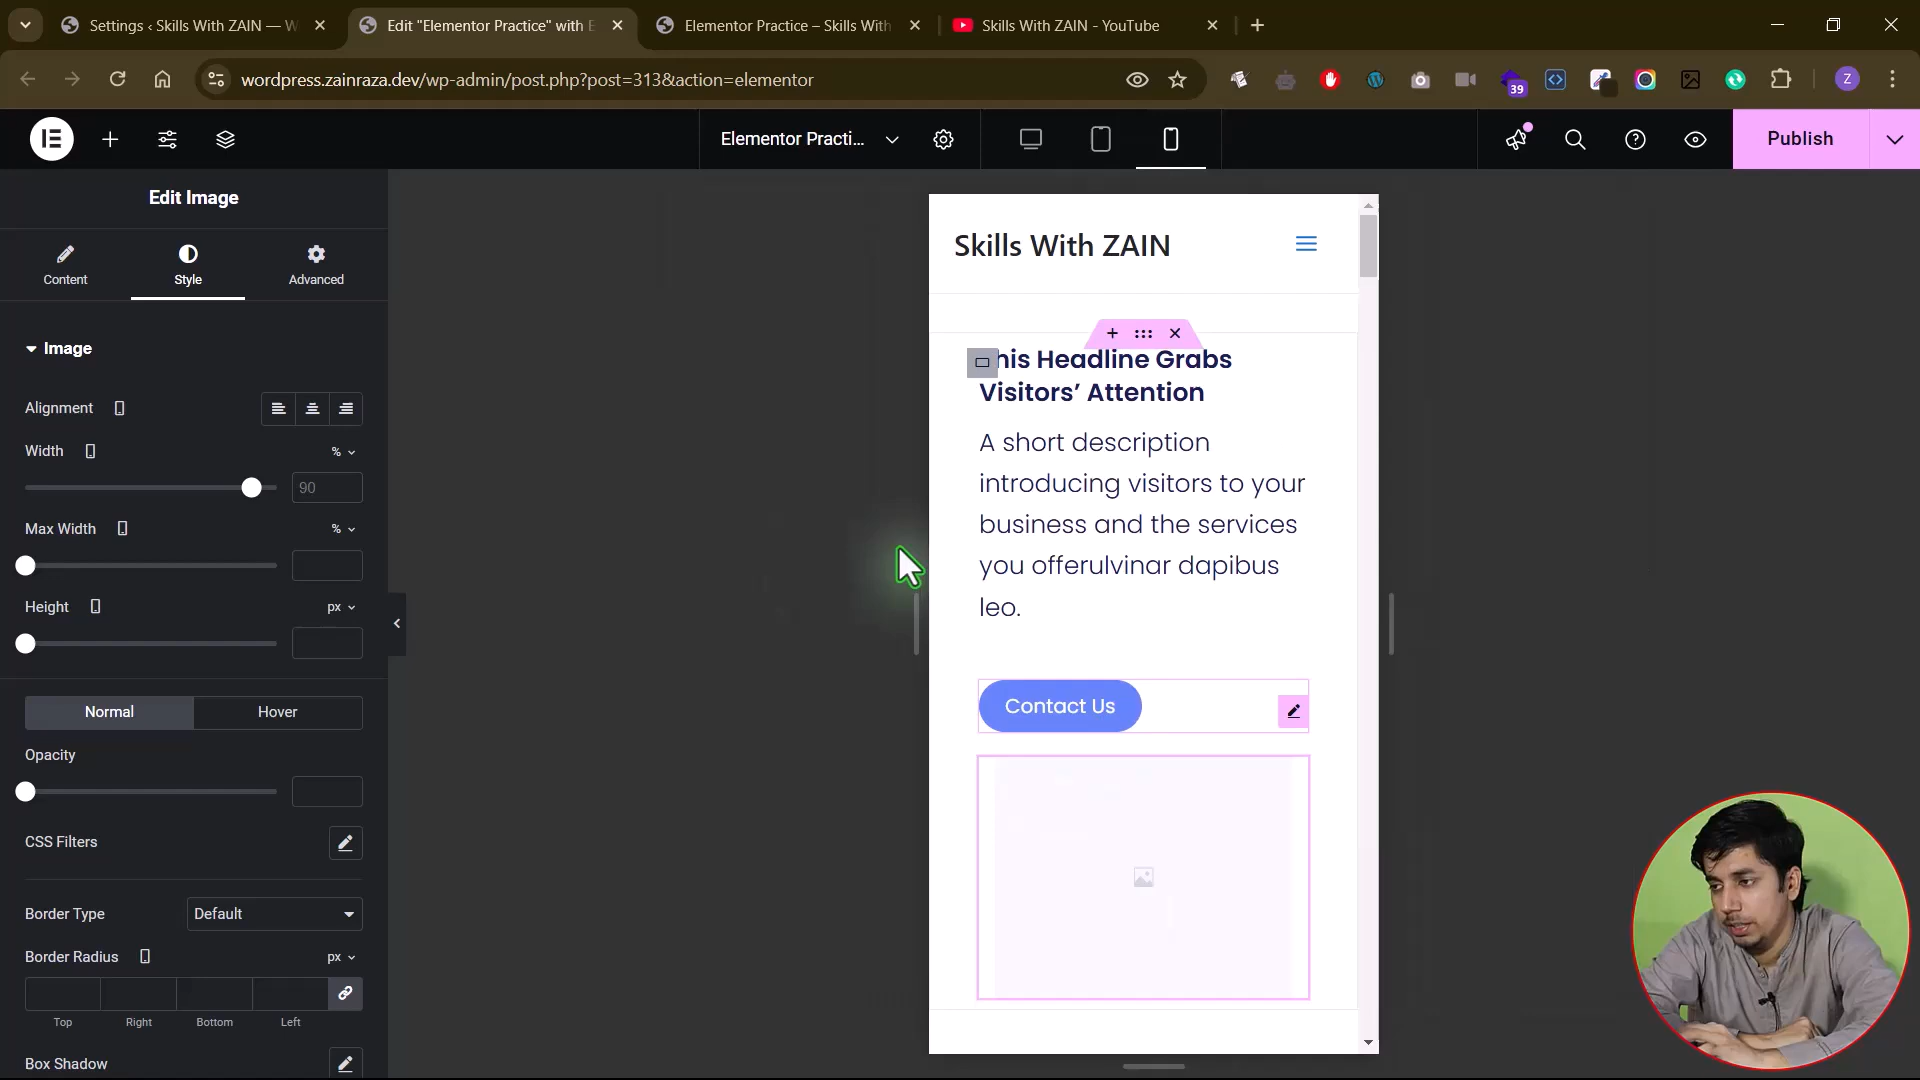 Settings ‹ Skills With ZAIN — W
Edit "Elementor Practice" with E
Elementor Practice – Skills With
Skills With ZAIN - YouTube
wordpress.zainraza.dev/wp-admin/post.php?post=313&action=elementor
39
Z
Elementor Practi...
Publish
Edit Image
Content
Style
Advanced
Image
Alignment
Width
%
90
Max Width
%
Height
px
Normal
Hover
Opacity
CSS Filters
Border Type
Default
Border Radius
px
Top
Right
Bottom
Left
Box Shadow
Skills With ZAIN
his Headline Grabs
Visitors’ Attention
A short description
introducing visitors to your
business and the services
you offerulvinar dapibus
leo.
Contact Us